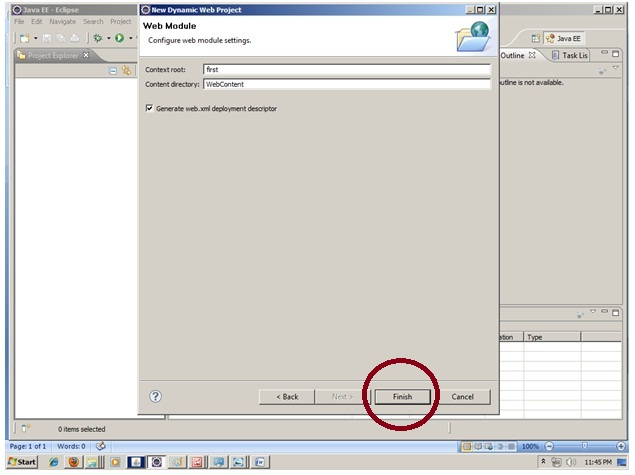 Java EE - Eclipse
File Edit Navigate Search Project
Project Explorer
New Dynamic Web Project
Web Module
Configure web module settings.
Context root: first
Content directory: WebContent
Generate web.xml deployment descriptor
Java EE
Outline Task Lis
outline is not available.
ation Type
? < Back Next > Finish Cancel
0 items selected
Page: 1 of 1 Words: 0 100%
Start 11:45 PM